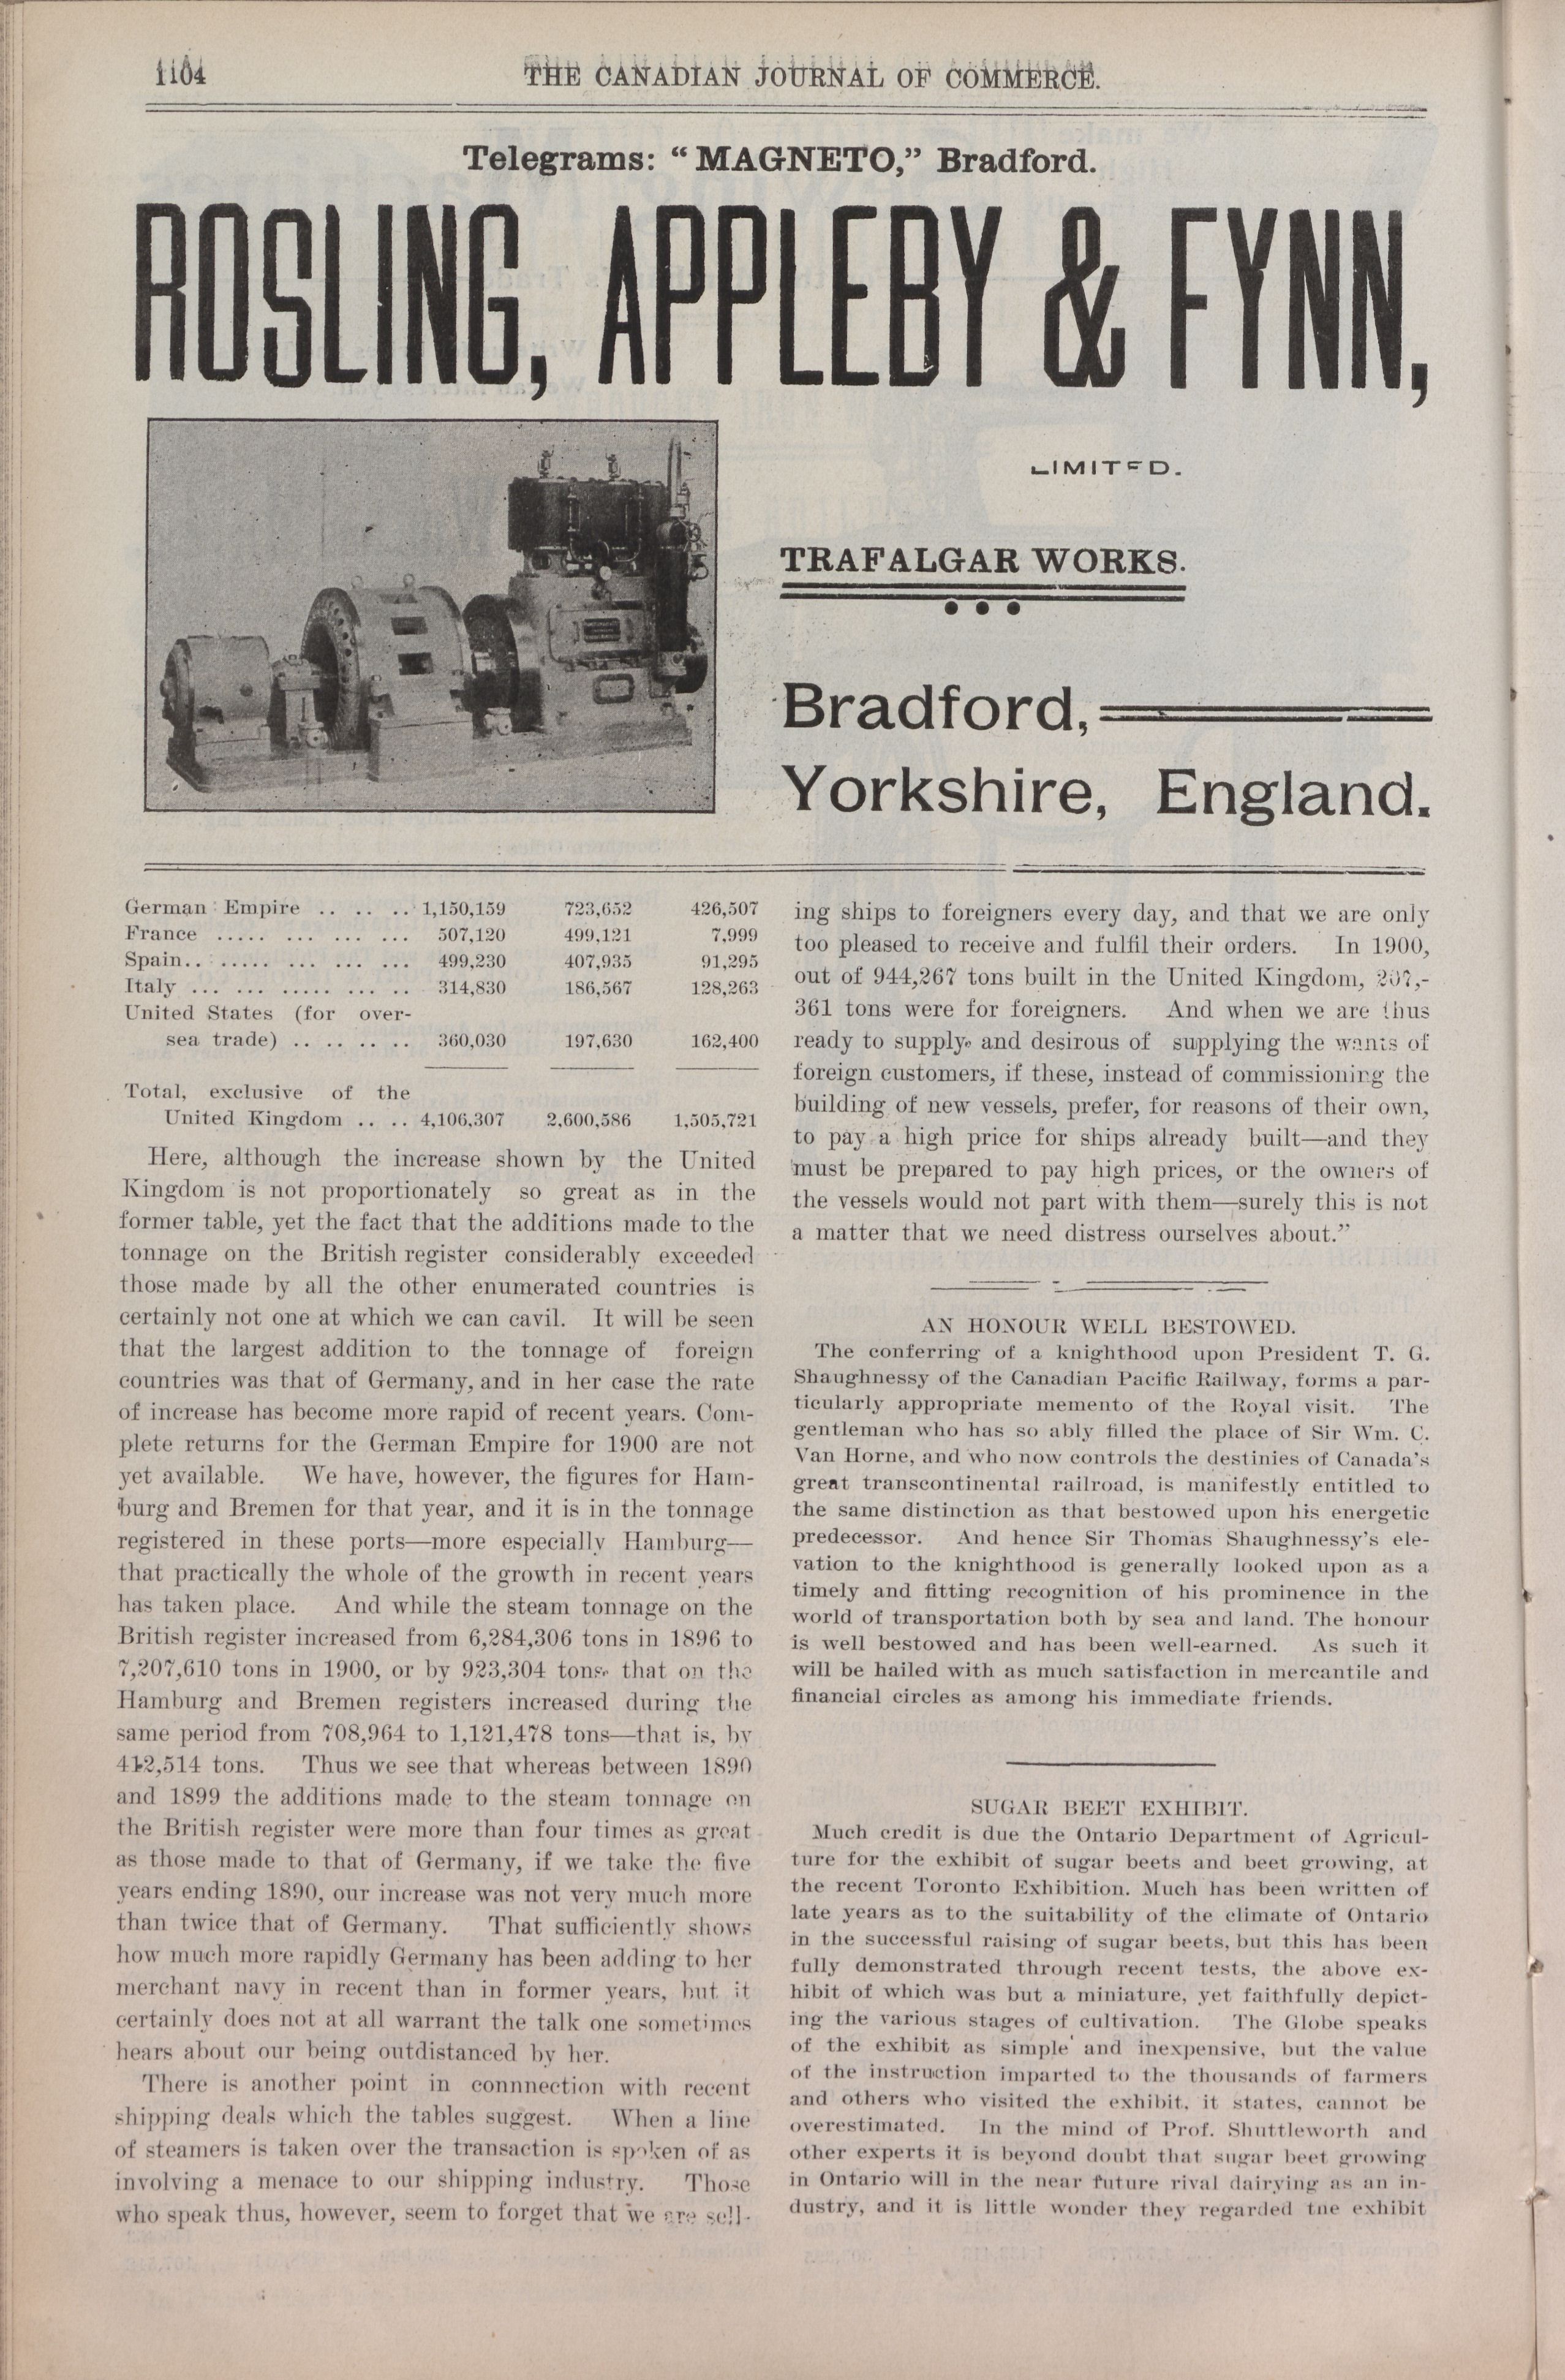 1104
THE CANADIAN JOURNAL OF COMMERCE.
Telegrams: “MAGNETO,” Bradford.
ROSLING, APPLEBY & FYNN,
LIMITED.
TRAFALGAR WORKS.
Bradford,
Yorkshire, England.
German Empire .. .. .. 1,150,159 723,652 426,507
France ..... ... ... ... 507,120 499,121 7,999
Spain.. ..... ... ... ... 499,230 407,935 91,295
Italy ... ... ..... ... .. 314,830 186,567 128,263
United States (for over-
sea trade) .. .. .. .. 360,030 197,630 162,400
Total, exclusive of the
United Kingdom .. .. 4,106,307 2,600,586 1,505,721
Here, although the increase shown by the United
Kingdom is not proportionately so great as in the
former table, yet the fact that the additions made to the
tonnage on the British register considerably exceeded
those made by all the other enumerated countries is
certainly not one at which we can cavil. It will be seen
that the largest addition to the tonnage of foreign
countries was that of Germany, and in her case the rate
of increase has become more rapid of recent years. Com-
plete returns for the German Empire for 1900 are not
yet available. We have, however, the figures for Ham-
burg and Bremen for that year, and it is in the tonnage
registered in these ports—more especially Hamburg—
that practically the whole of the growth in recent years
has taken place. And while the steam tonnage on the
British register increased from 6,284,306 tons in 1896 to
7,207,610 tons in 1900, or by 923,304 tons, that on the
Hamburg and Bremen registers increased during the
same period from 708,964 to 1,121,478 tons—that is, by
412,514 tons. Thus we see that whereas between 1890
and 1899 the additions made to the steam tonnage on
the British register were more than four times as great
as those made to that of Germany, if we take the five
years ending 1890, our increase was not very much more
than twice that of Germany. That sufficiently shows
how much more rapidly Germany has been adding to her
merchant navy in recent than in former years, but it
certainly does not at all warrant the talk one sometimes
hears about our being outdistanced by her.
There is another point in connnection with recent
shipping deals which the tables suggest. When a line
of steamers is taken over the transaction is spoken of as
involving a menace to our shipping industry. Those
who speak thus, however, seem to forget that we are sell-
ing ships to foreigners every day, and that we are only
too pleased to receive and fulfil their orders. In 1900,
out of 944,267 tons built in the United Kingdom, 207,-
361 tons were for foreigners. And when we are thus
ready to supply, and desirous of supplying the wants of
foreign customers, if these, instead of commissioning the
building of new vessels, prefer, for reasons of their own,
to pay a high price for ships already built—and they
must be prepared to pay high prices, or the owners of
the vessels would not part with them—surely this is not
a matter that we need distress ourselves about.”
AN HONOUR WELL BESTOWED.
The conferring of a knighthood upon President T. G.
Shaughnessy of the Canadian Pacific Railway, forms a par-
ticularly appropriate memento of the Royal visit. The
gentleman who has so ably filled the place of Sir Wm. C.
Van Horne, and who now controls the destinies of Canada's
great transcontinental railroad, is manifestly entitled to
the same distinction as that bestowed upon his energetic
predecessor. And hence Sir Thomas Shaughnessy's ele-
vation to the knighthood is generally looked upon as a
timely and fitting recognition of his prominence in the
world of transportation both by sea and land. The honour
is well bestowed and has been well-earned. As such it
will be hailed with as much satisfaction in mercantile and
financial circles as among his immediate friends.
SUGAR BEET EXHIBIT.
Much credit is due the Ontario Department of Agricul-
ture for the exhibit of sugar beets and beet growing, at
the recent Toronto Exhibition. Much has been written of
late years as to the suitability of the climate of Ontario
in the successful raising of sugar beets, but this has been
fully demonstrated through recent tests, the above ex-
hibit of which was but a miniature, yet faithfully depict-
ing the various stages of cultivation. The Globe speaks
of the exhibit as simple and inexpensive, but the value
of the instruction imparted to the thousands of farmers
and others who visited the exhibit, it states, cannot be
overestimated. In the mind of Prof. Shuttleworth and
other experts it is beyond doubt that sugar beet growing
in Ontario will in the near future rival dairying as an in-
dustry, and it is little wonder they regarded the exhibit